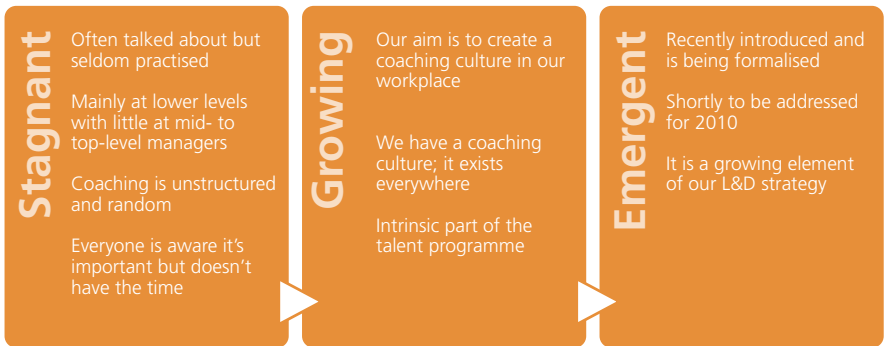 Stagnant
Often talked about but
seldom practised
Mainly at lower levels
with little at mid- to
top-level managers
Coaching is unstructured
and random
Everyone is aware it’s
important but doesn’t
have the time
Growing
Our aim is to create a
coaching culture in our
workplace
We have a coaching
culture; it exists
everywhere
Intrinsic part of the
talent programme
Emergent
Recently introduced and
is being formalised
Shortly to be addressed
for 2010
It is a growing element
of our L&D strategy